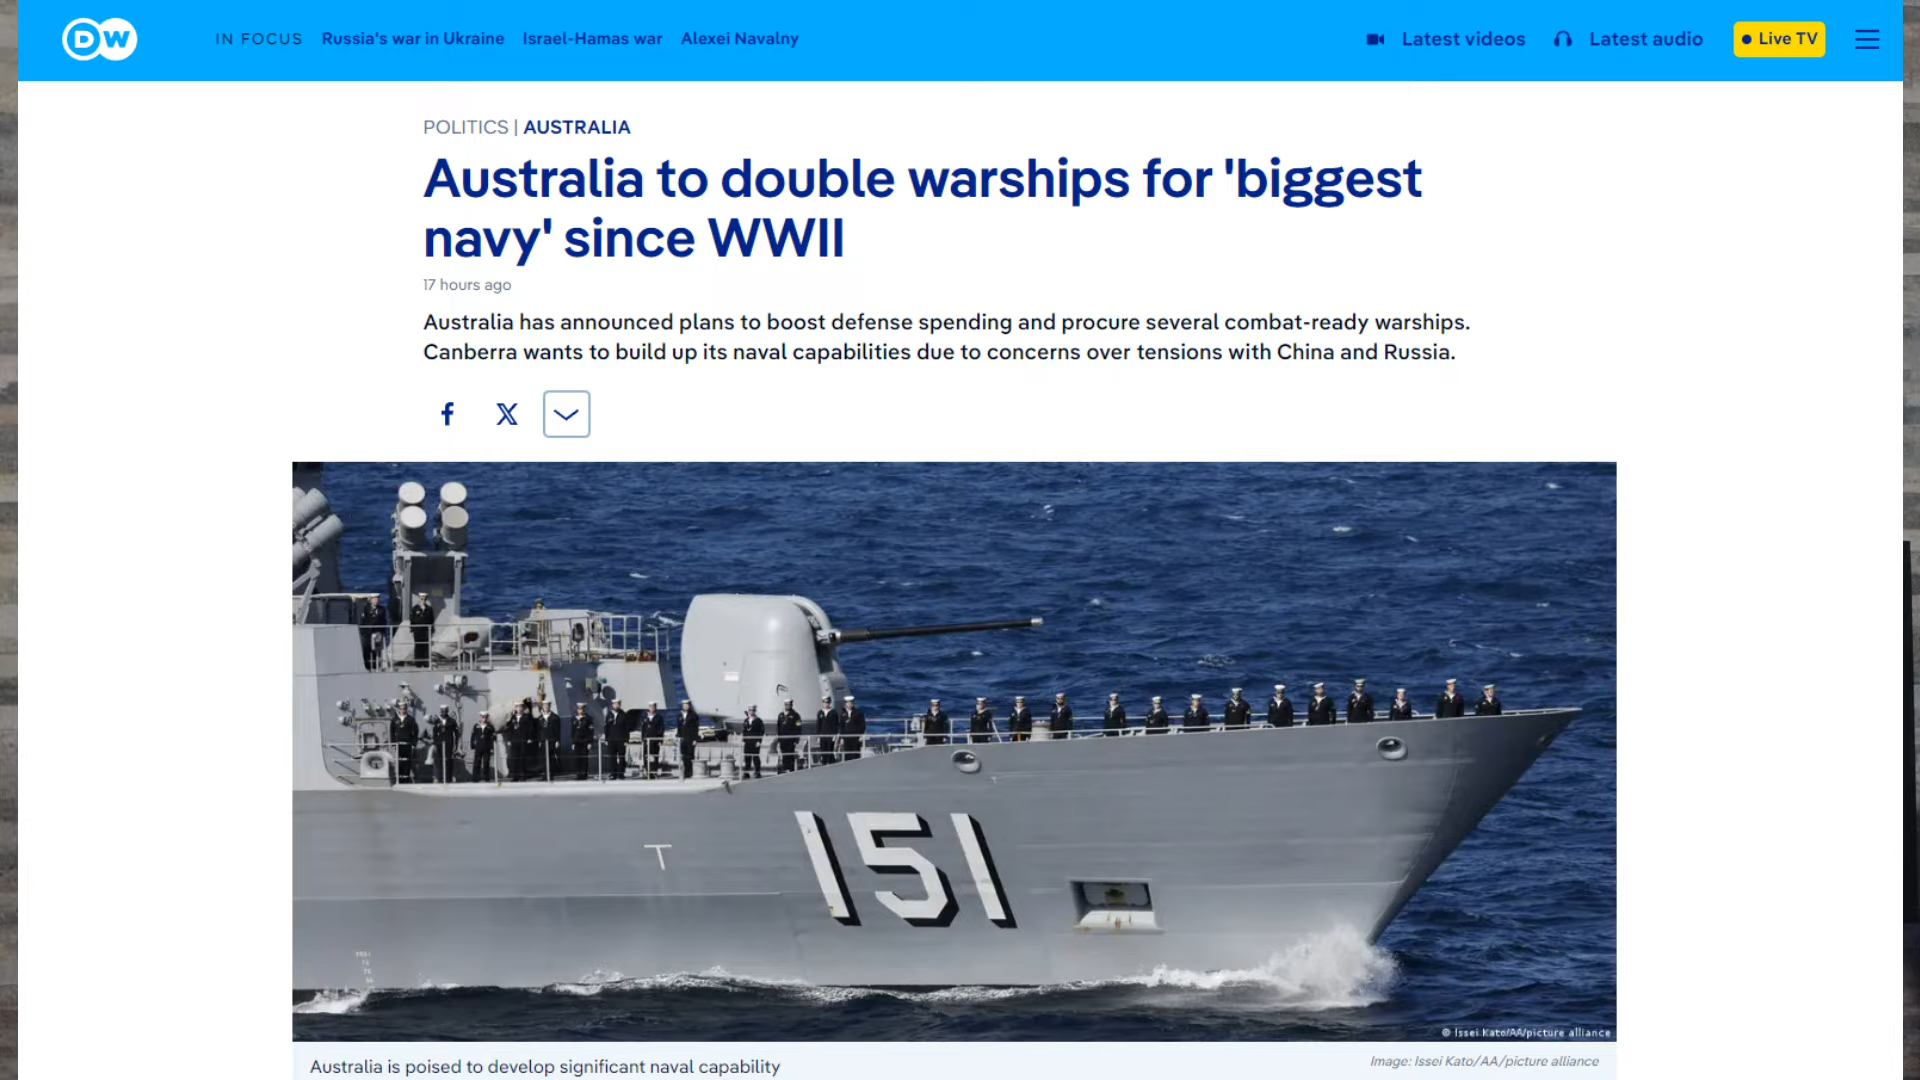 DW
IN FOCUS Russia's war in Ukraine Israel-Hamas war Alexei Navalny Latest videos Latest audio Live TV
POLITICS | AUSTRALIA
Australia to double warships for 'biggest
navy' since WWII
17 hours ago
Australia has announced plans to boost defense spending and procure several combat-ready warships.
Canberra wants to build up its naval capabilities due to concerns over tensions with China and Russia.
T
151
© Issei Kato/AA/picture alliance
Australia is poised to develop significant naval capability
Image: Issei Kato/AA/picture alliance